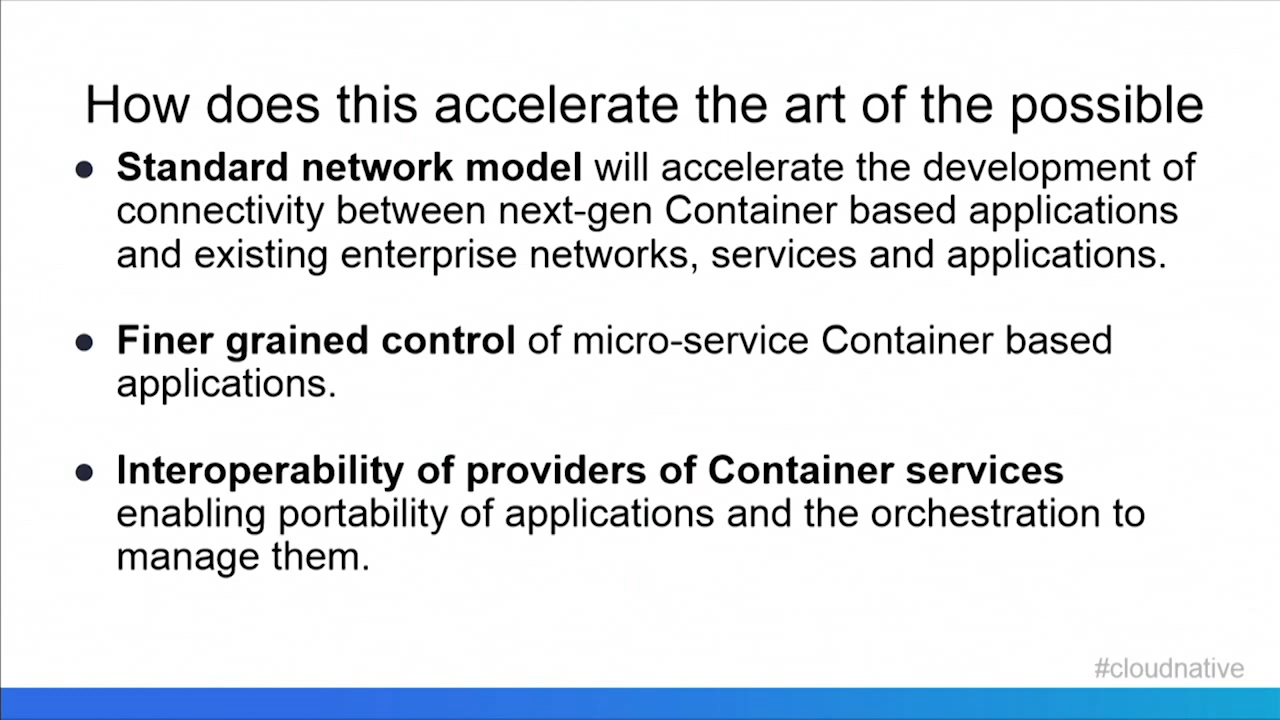 How does this accelerate the art of the possible
● Standard network model will accelerate the development of
connectivity between next-gen Container based applications
and existing enterprise networks, services and applications.
● Finer grained control of micro-service Container based
applications.
● Interoperability of providers of Container services
enabling portability of applications and the orchestration to
manage them.
#cloudnative